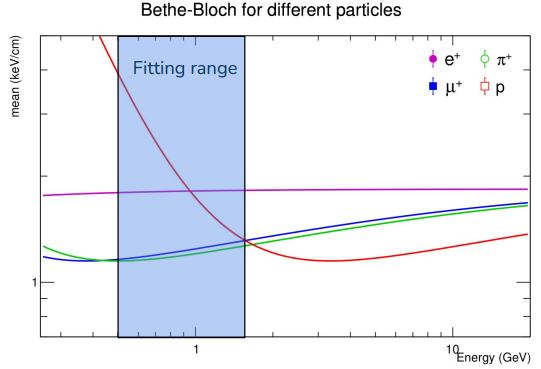 Bethe-Bloch for different particles
mean (keV/cm)
Fitting range
e⁺ π⁺
μ⁺ p
1
1 10
Energy (GeV)